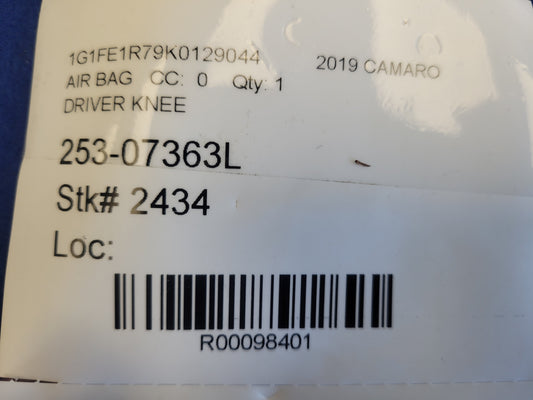 1G1FE1R79K0129044 2019 CAMARO
AIR BAG CC: 0 Qty: 1
DRIVER KNEE
253-07363L
Stk# 2434
Loc:
R00098401